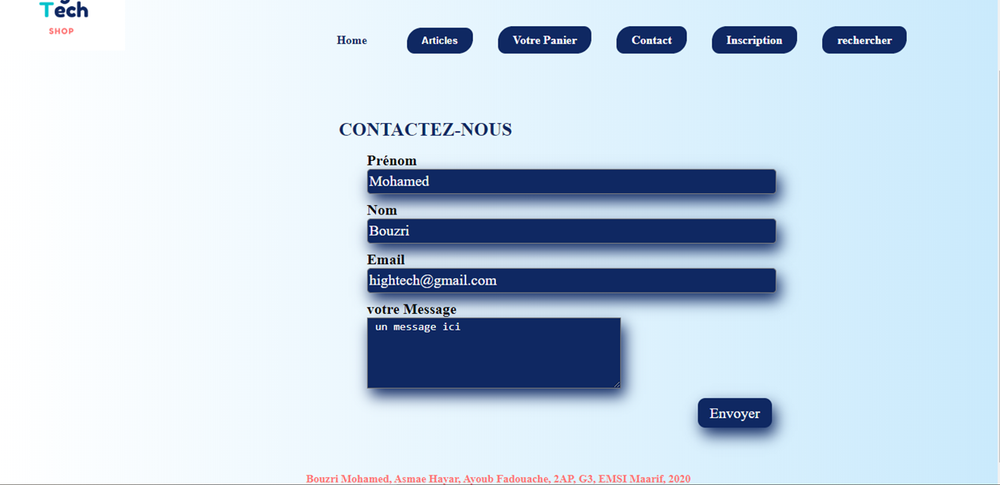 Tech
SHOP
Home Articles Votre Panier Contact Inscription rechercher
CONTACTEZ-NOUS
Prénom
Mohamed
Nom
Bouzri
Email
hightech@gmail.com
votre Message
un message ici
Envoyer
Bouzri Mohamed, Asmae Hayar, Ayoub Fadouache, 2AP, G3, EMSI Maarif, 2020